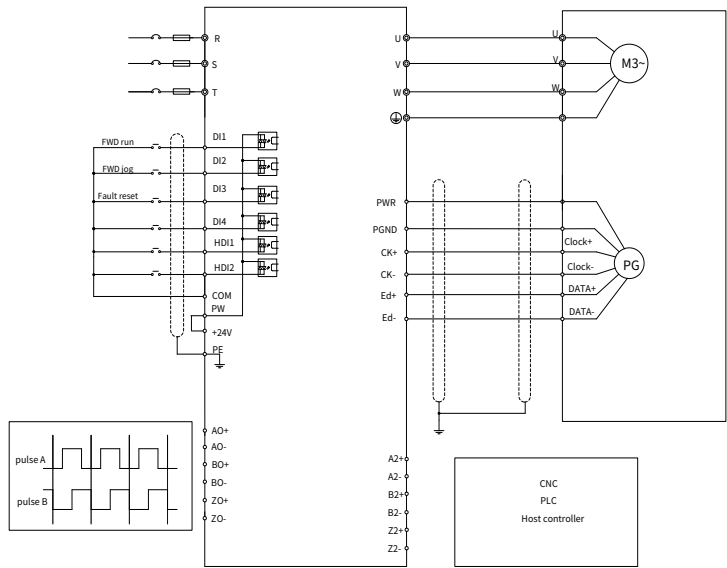 R
S
T
U
V
W
U
V
W
M3~
FWD run
FWD jog
Fault reset
DI1
DI2
DI3
DI4
HDI1
HDI2
COM
PW
+24V
PE
PWR
PGND
CK+
CK-
Ed+
Ed-
Clock+
Clock-
DATA+
DATA-
PG
pulse A
pulse B
AO+
AO-
BO+
BO-
ZO+
ZO-
A2+
A2-
B2+
B2-
Z2+
Z2-
CNC
PLC
Host controller